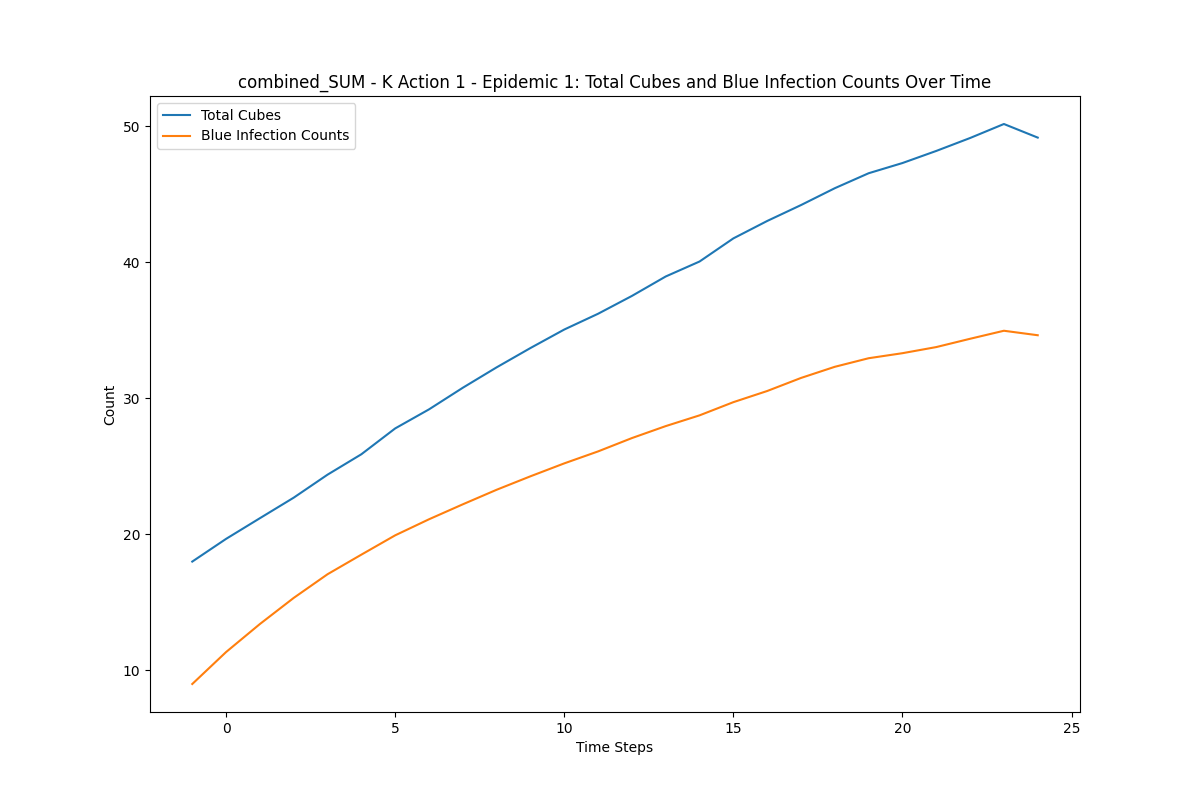 combined_SUM - K Action 1 - Epidemic 1: Total Cubes and Blue Infection Counts Over Time
Total Cubes
Blue Infection Counts
50
40
30
20
10
Count
0 5 10 15 20 25
Time Steps